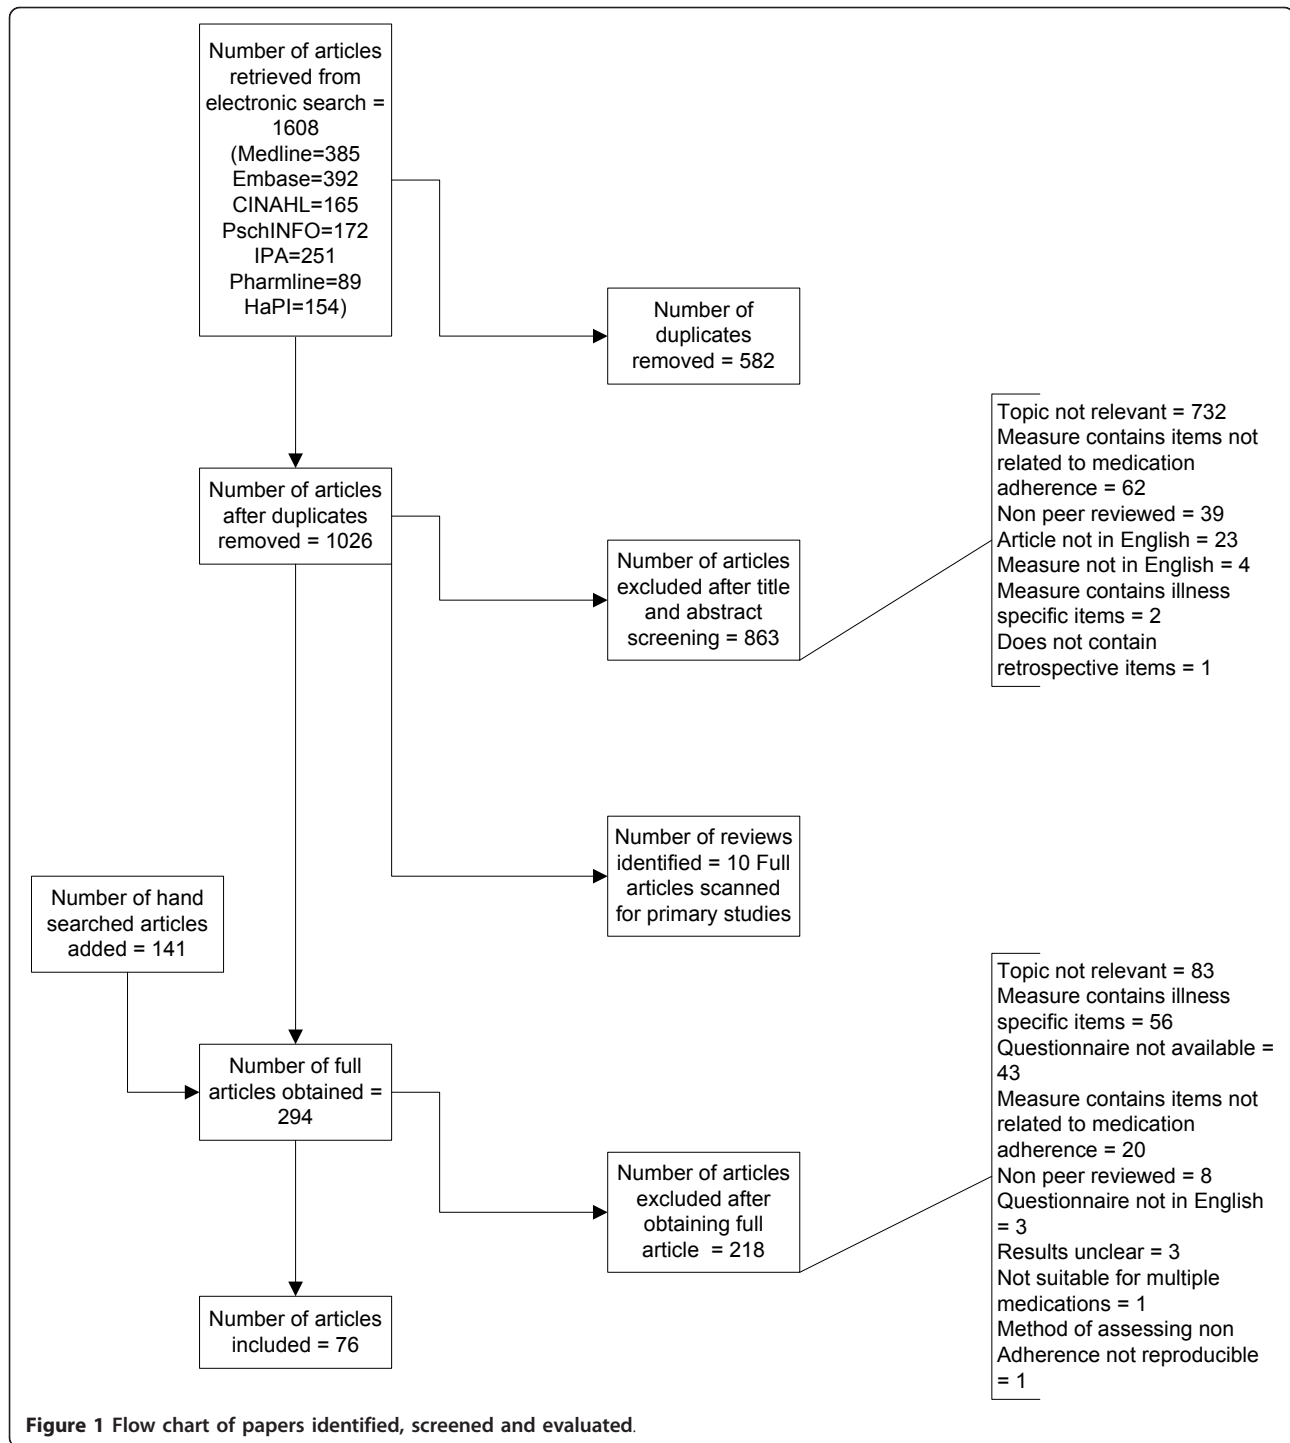 Number of articles
retrieved from
electronic search =
1608
(Medline=385
Embase=392
CINAHL=165
PschINFO=172
IPA=251
Pharmline=89
HaPI=154)
Number of
duplicates
removed = 582
Number of articles
after duplicates
removed = 1026
Number of articles
excluded after title
and abstract
screening = 863
Topic not relevant = 732
Measure contains items not
related to medication
adherence = 62
Non peer reviewed = 39
Article not in English = 23
Measure not in English = 4
Measure contains illness
specific items = 2
Does not contain
retrospective items = 1
Number of reviews
identified = 10 Full
articles scanned
for primary studies
Number of hand
searched articles
added = 141
Number of full
articles obtained =
294
Number of articles
excluded after
obtaining full
article = 218
Topic not relevant = 83
Measure contains illness
specific items = 56
Questionnaire not available =
43
Measure contains items not
related to medication
adherence = 20
Non peer reviewed = 8
Questionnaire not in English
= 3
Results unclear = 3
Not suitable for multiple
medications = 1
Method of assessing non
Adherence not reproducible
= 1
Number of articles
included = 76
Figure 1 Flow chart of papers identified, screened and evaluated.